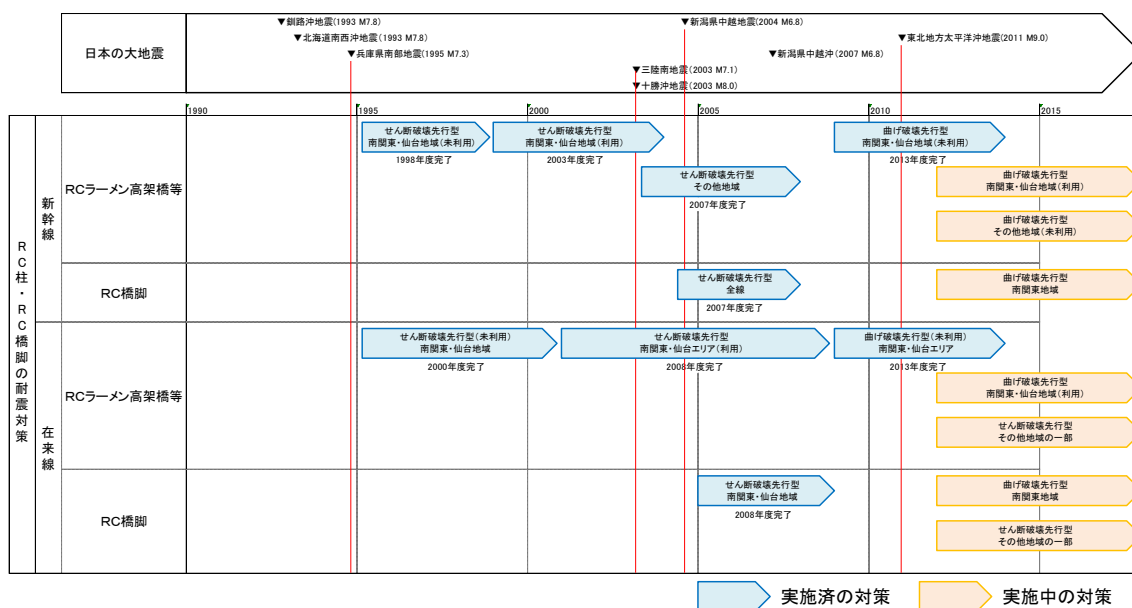 ▼釧路沖地震(1993 M7.8)
▼新潟県中越地震(2004 M6.8)
▼北海道南西沖地震(1993 M7.8)
▼東北地方太平洋沖地震(2011 M9.0)
日本の大地震
▼兵庫県南部地震(1995 M7.3)
▼新潟県中越沖(2007 M6.8)
▼三陸南地震(2003 M7.1)
▼十勝沖地震(2003 M8.0)
1990
1995
2000
2005
2010
2015
RC柱・RC橋脚の耐震対策
新幹線
RCラーメン高架橋等
せん断破壊先行型
南関東・仙台地域(未利用)
1998年度完了
せん断破壊先行型
南関東・仙台地域(利用)
2003年度完了
曲げ破壊先行型
南関東・仙台地域(未利用)
2013年度完了
せん断破壊先行型
その他地域
2007年度完了
曲げ破壊先行型
南関東・仙台地域(利用)
曲げ破壊先行型
その他地域(未利用)
RC橋脚
せん断破壊先行型
全線
2007年度完了
曲げ破壊先行型
南関東地域
在来線
RCラーメン高架橋等
せん断破壊先行型(未利用)
南関東・仙台地域
2000年度完了
せん断破壊先行型
南関東・仙台エリア(利用)
2008年度完了
曲げ破壊先行型(未利用)
南関東・仙台エリア
2013年度完了
曲げ破壊先行型
南関東・仙台地域(利用)
せん断破壊先行型
その他地域の一部
RC橋脚
せん断破壊先行型
南関東・仙台地域
2008年度完了
曲げ破壊先行型
南関東地域
せん断破壊先行型
その他地域の一部
実施済の対策
実施中の対策